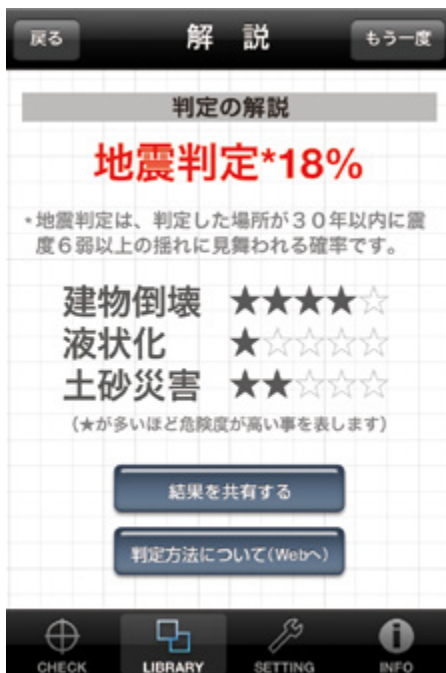 戻る 解 説 もう一度
判定の解説
地震判定*18%
*地震判定は、判定した場所が30年以内に震
度6弱以上の揺れに見舞われる確率です。
建物倒壊 ★★★★☆
液状化 ★☆☆☆☆
土砂災害 ★★☆☆☆
(★が多いほど危険度が高い事を表します)
結果を共有する
判定方法について(Webへ)
CHECK LIBRARY SETTING INFO